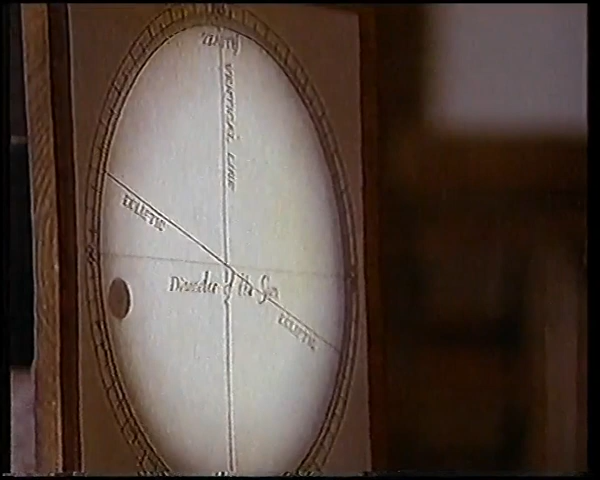 ZENITH
VERTICAL LINE
ECLIPTIC
Diameter of the Sun
ECLIPTIC